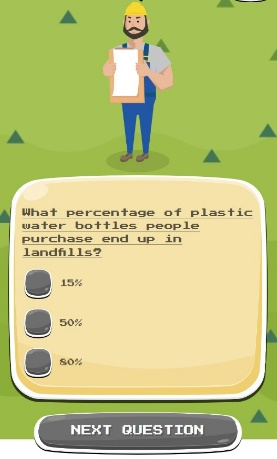 What percentage of plastic
water bottles people
purchase end up in
landfills?
15%
50%
80%
NEXT QUESTION